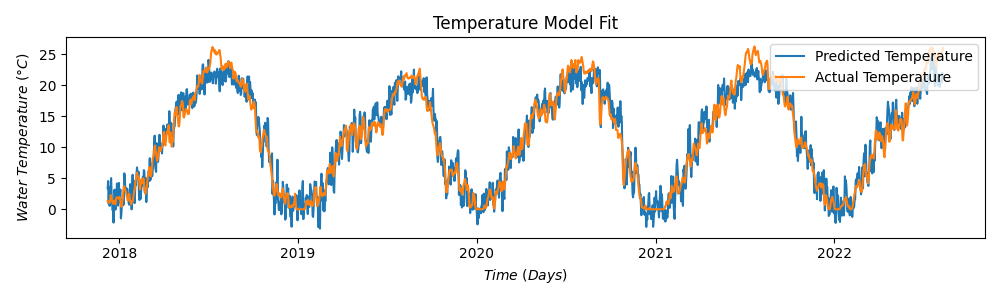 Temperature Model Fit
Water Temperature (°C)
25
20
15
10
5
0
Predicted Temperature
Actual Temperature
2018
2019
2020
2021
2022
Time (Days)